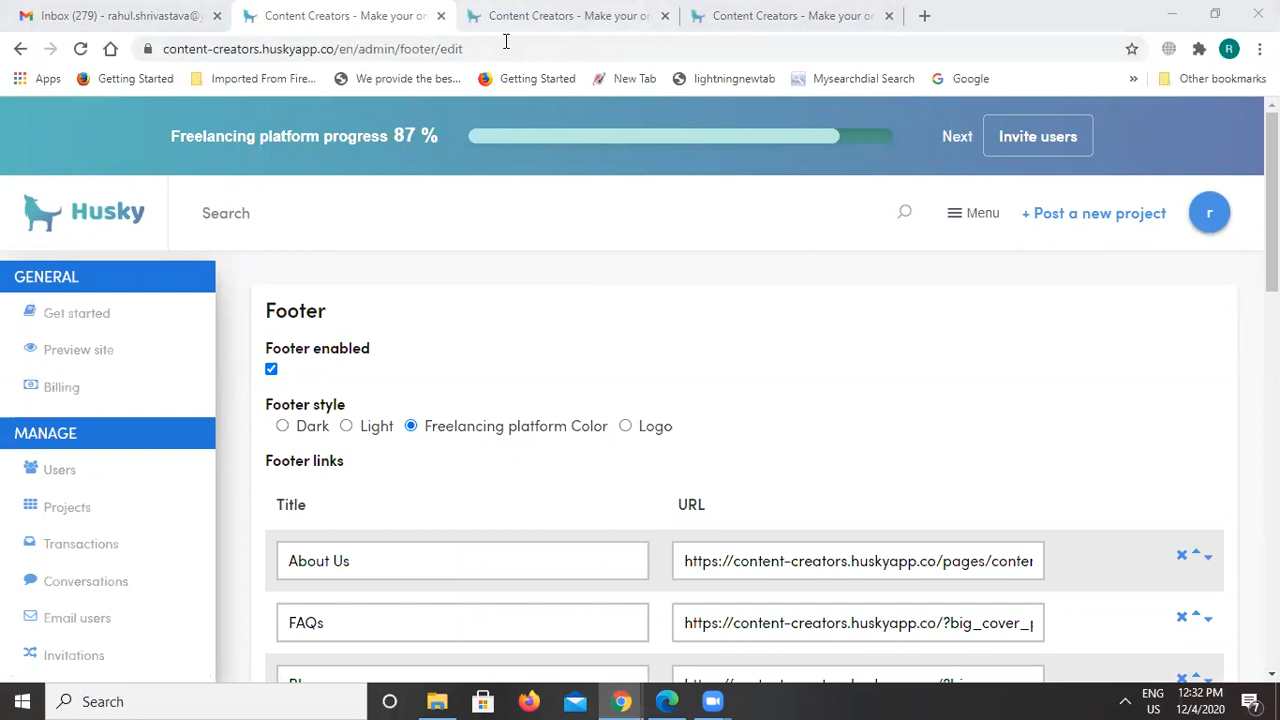 Inbox (279) - rahul.shrivastava@j
Content Creators - Make your on
Content Creators - Make your on
Content Creators - Make your on
content-creators.huskyapp.co/en/admin/footer/edit
R
Apps
Getting Started
Imported From Fire...
We provide the bes...
Getting Started
New Tab
lightningnewtab
Mysearchdial Search
Google
Other bookmarks
Freelancing platform progress 87 %
Next
Invite users
Husky
Search
Menu
+ Post a new project
r
GENERAL
Get started
Preview site
Billing
MANAGE
Users
Projects
Transactions
Conversations
Email users
Invitations
Footer
Footer enabled
Footer style
Dark
Light
Freelancing platform Color
Logo
Footer links
Title
URL
About Us
https://content-creators.huskyapp.co/pages/conter
FAQs
https://content-creators.huskyapp.co/?big_cover_p
Search
ENG
US
12:32 PM
12/4/2020
7